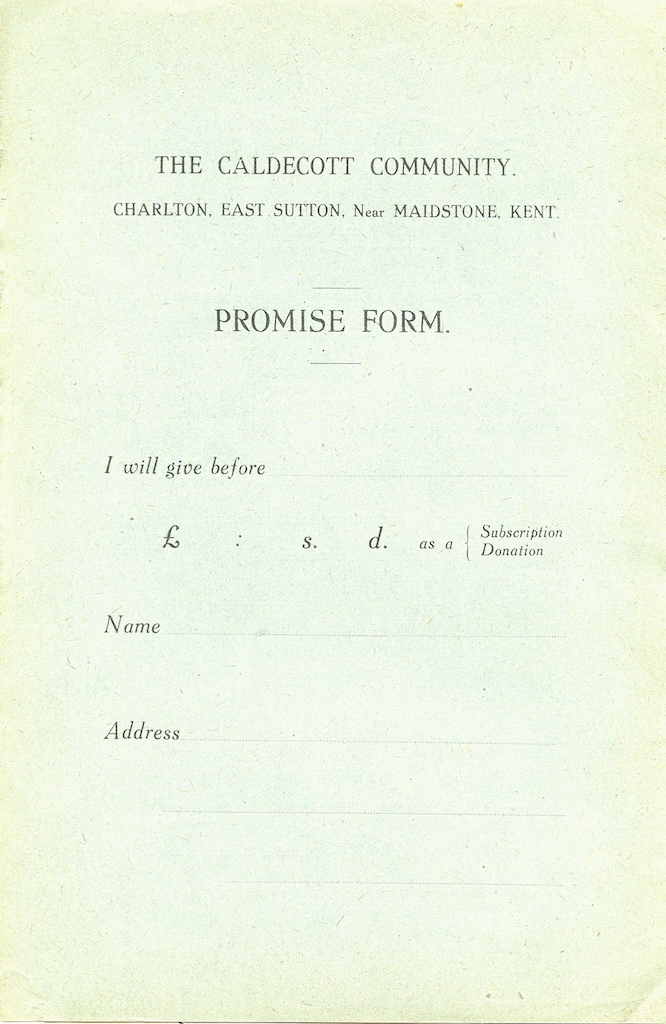 THE CALDECOTT COMMUNITY.
CHARLTON, EAST SUTTON, Near MAIDSTONE, KENT.
PROMISE FORM.
I will give before
£ : s. d. as a { Subscription
Donation
Name
Address